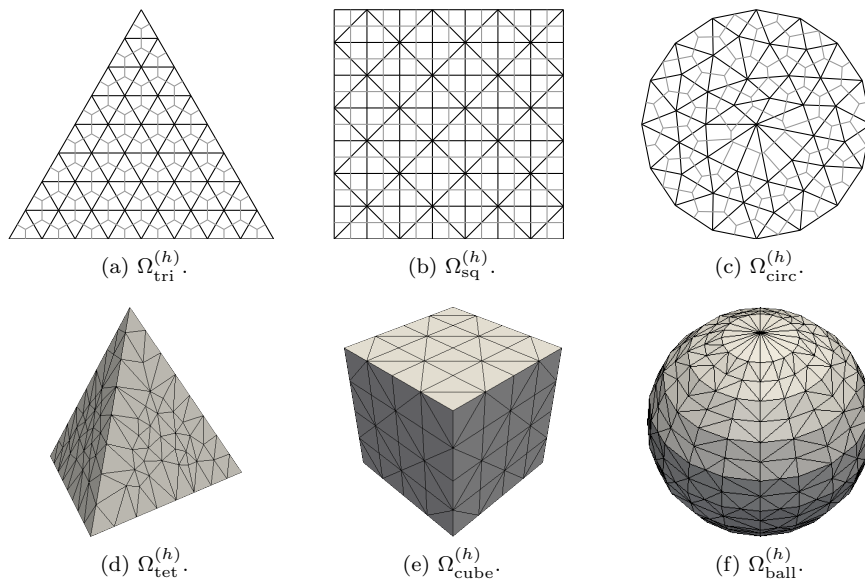 (a) Ω_tri^(h).
(b) Ω_sq^(h).
(c) Ω_circ^(h).
(d) Ω_tet^(h).
(e) Ω_cube^(h).
(f) Ω_ball^(h).